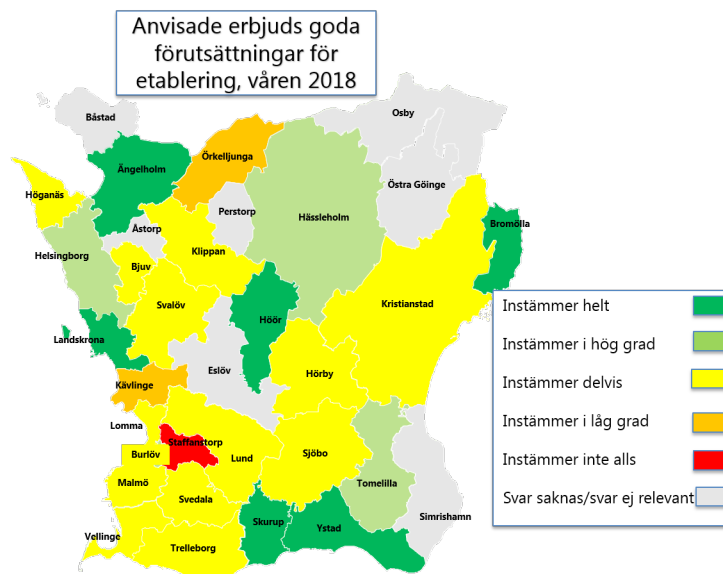 Anvisade erbjuds goda
förutsättningar för
etablering, våren 2018
Båstad
Osby
Ängelholm
Örkelljunga
Östra Göinge
Höganäs
Perstorp
Hässleholm
Åstorp
Bromölla
Helsingborg
Klippan
Bjuv
Kristianstad
Svalöv
Höör
Landskrona
Eslöv
Hörby
Kävlinge
Lomma
Staffanstorp
Burlöv
Lund
Sjöbo
Malmö
Tomelilla
Svedala
Simrishamn
Skurup
Ystad
Vellinge
Trelleborg
Instämmer helt
Instämmer i hög grad
Instämmer delvis
Instämmer i låg grad
Instämmer inte alls
Svar saknas/svar ej relevant